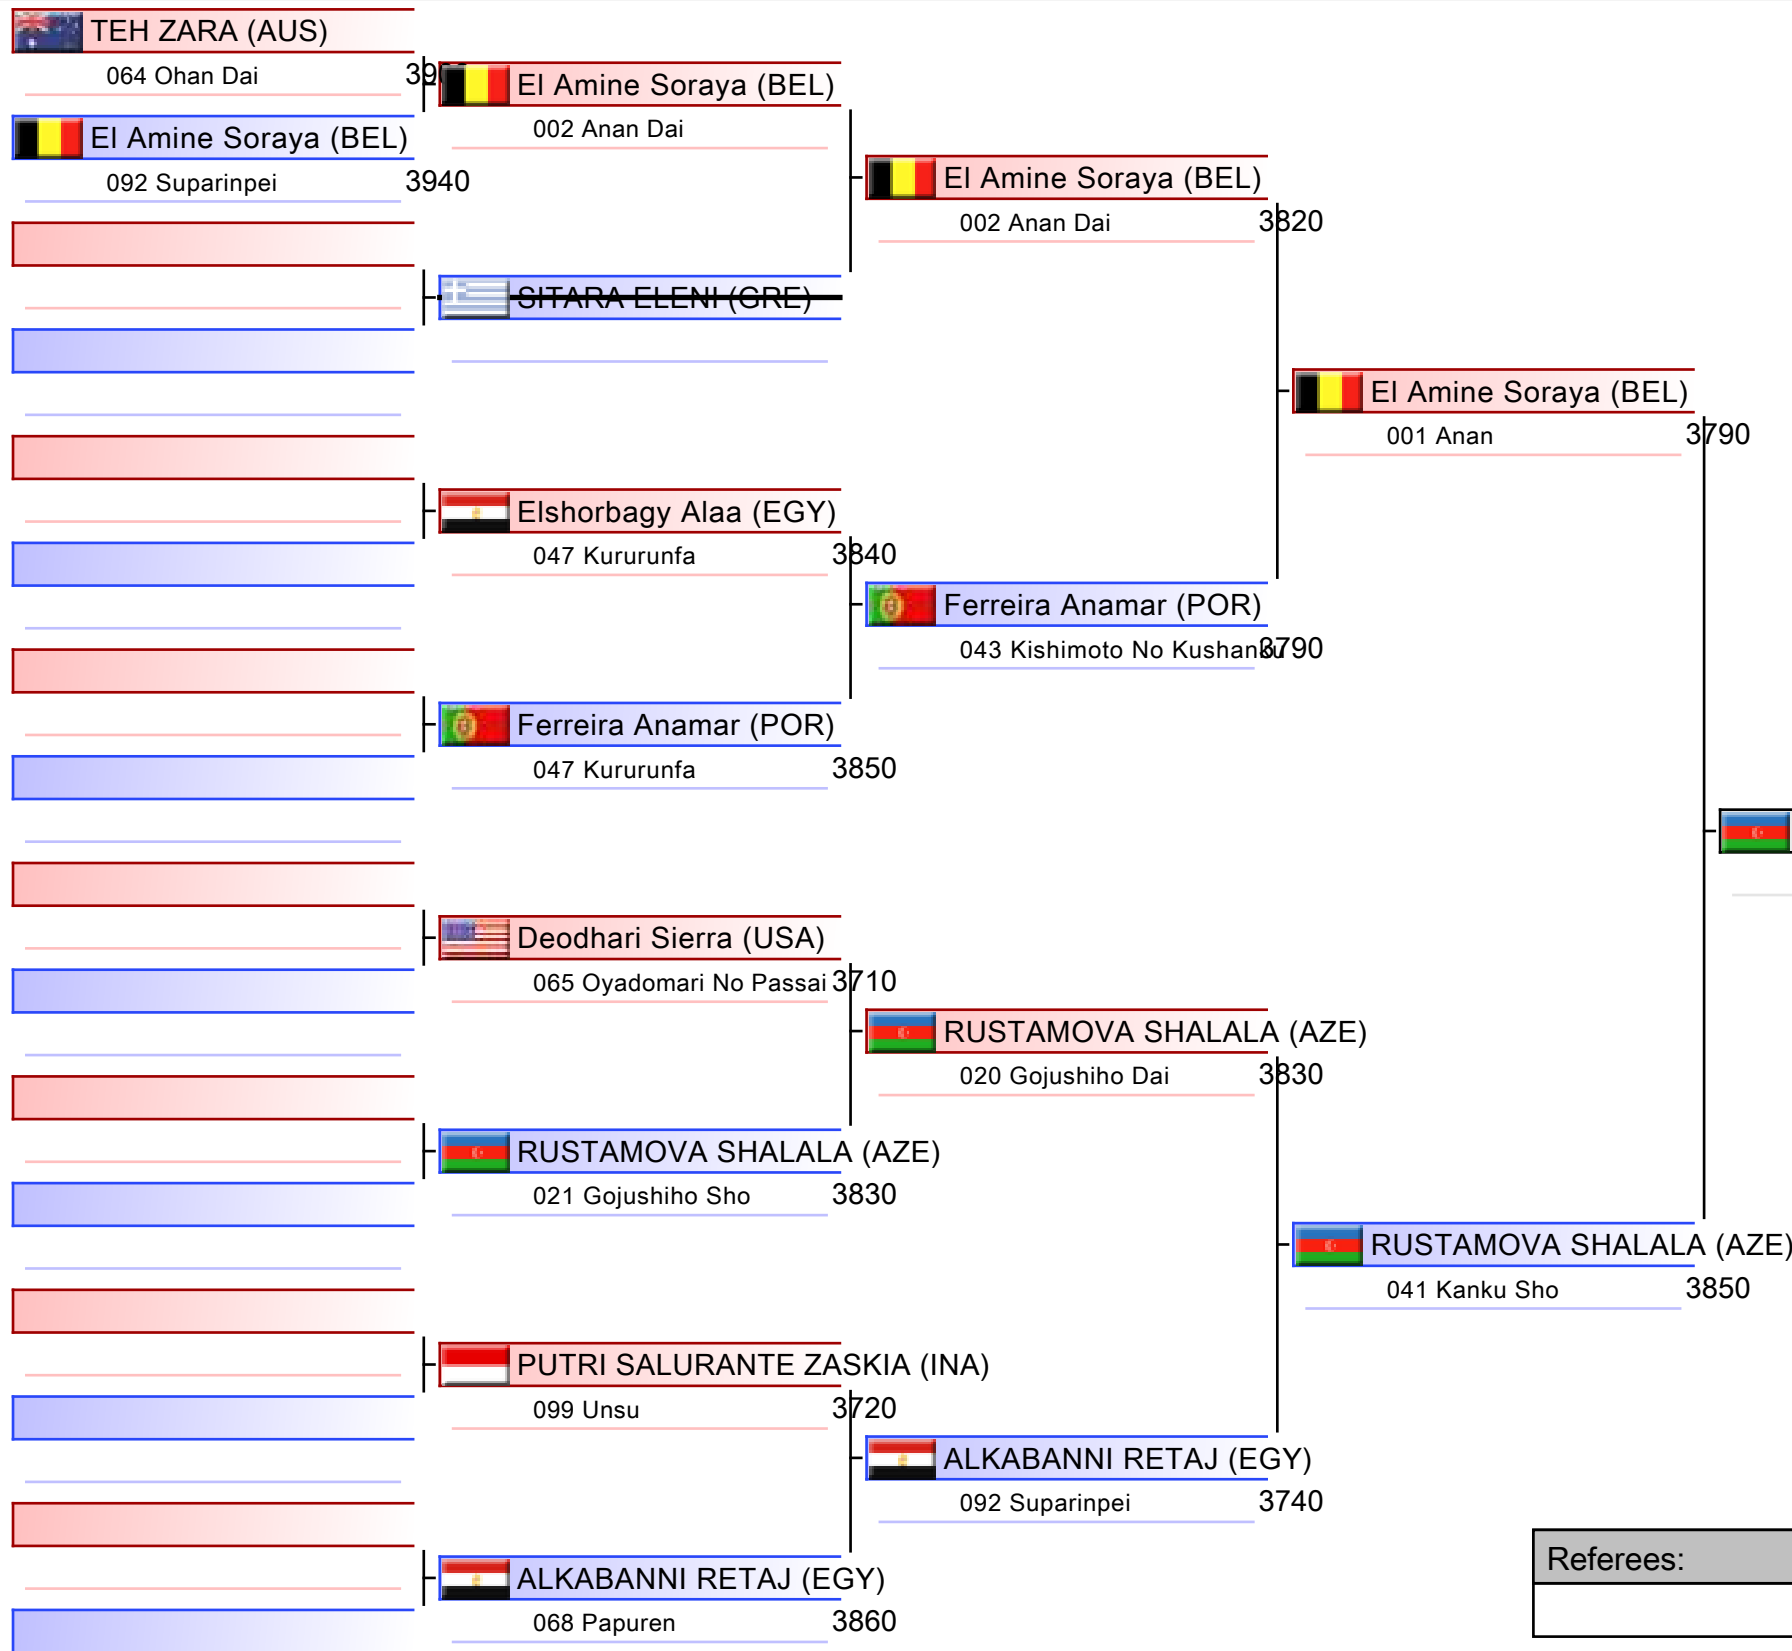 TEH ZARA (AUS)
064 Ohan Dai
El Amine Soraya (BEL)
092 Suparinpei 3940
El Amine Soraya (BEL)
002 Anan Dai
SITARA ELENI (GRE)
Elshorbagy Alaa (EGY)
047 Kururunfa 3840
Ferreira Anamar (POR)
047 Kururunfa 3850
Deodhari Sierra (USA)
065 Oyadomari No Passai 3710
RUSTAMOVA SHALALA (AZE)
021 Gojushiho Sho 3830
PUTRI SALURANTE ZASKIA (INA)
099 Unsu 3720
ALKABANNI RETAJ (EGY)
068 Papuren 3860
El Amine Soraya (BEL)
002 Anan Dai 3820
Ferreira Anamar (POR)
043 Kishimoto No Kushanku 3790
RUSTAMOVA SHALALA (AZE)
020 Gojushiho Dai 3830
ALKABANNI RETAJ (EGY)
092 Suparinpei 3740
El Amine Soraya (BEL)
001 Anan 3790
RUSTAMOVA SHALALA (AZE)
041 Kanku Sho 3850
Referees: